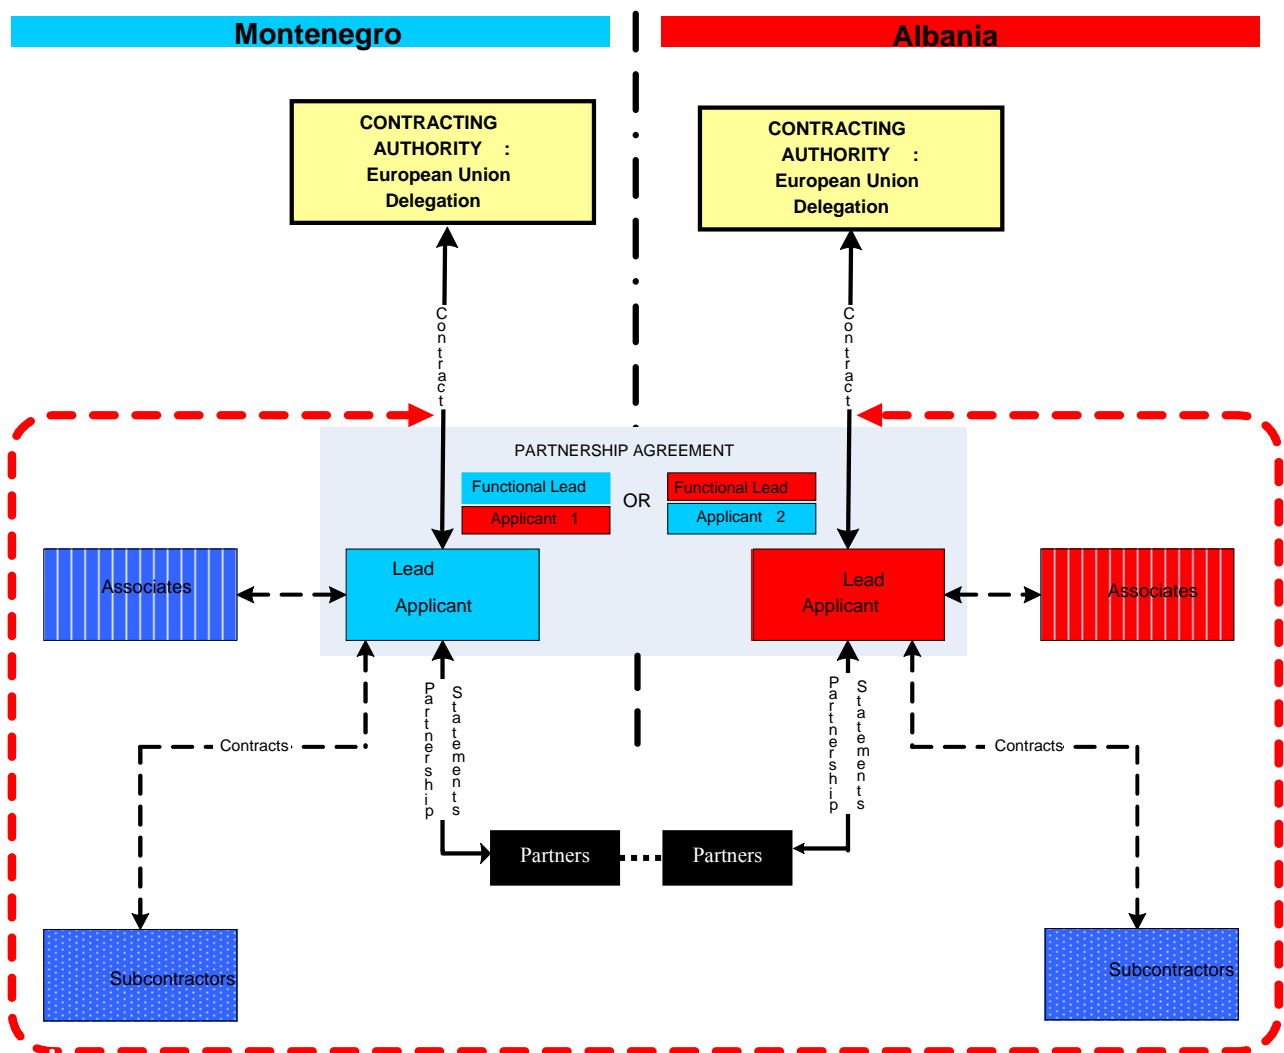 Montenegro
Albania
CONTRACTING
AUTHORITY :
European Union
Delegation
CONTRACTING
AUTHORITY :
European Union
Delegation
Contract
Contract
PARTNERSHIP AGREEMENT
Functional Lead
Applicant 1
OR
Functional Lead
Applicant 2
Associates
Lead
Applicant
Lead
Applicant
Associates
Partnership
Statements
Partnership
Statements
Contracts
Contracts
Partners
Partners
Subcontractors
Subcontractors